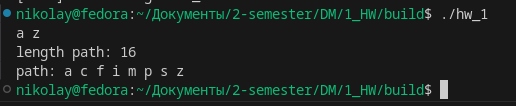 nikolay@fedora:~/Документы/2-semester/DM/1_HW/build$ ./hw_1
a z
length path: 16
path: a c f i m p s z
nikolay@fedora:~/Документы/2-semester/DM/1_HW/build$